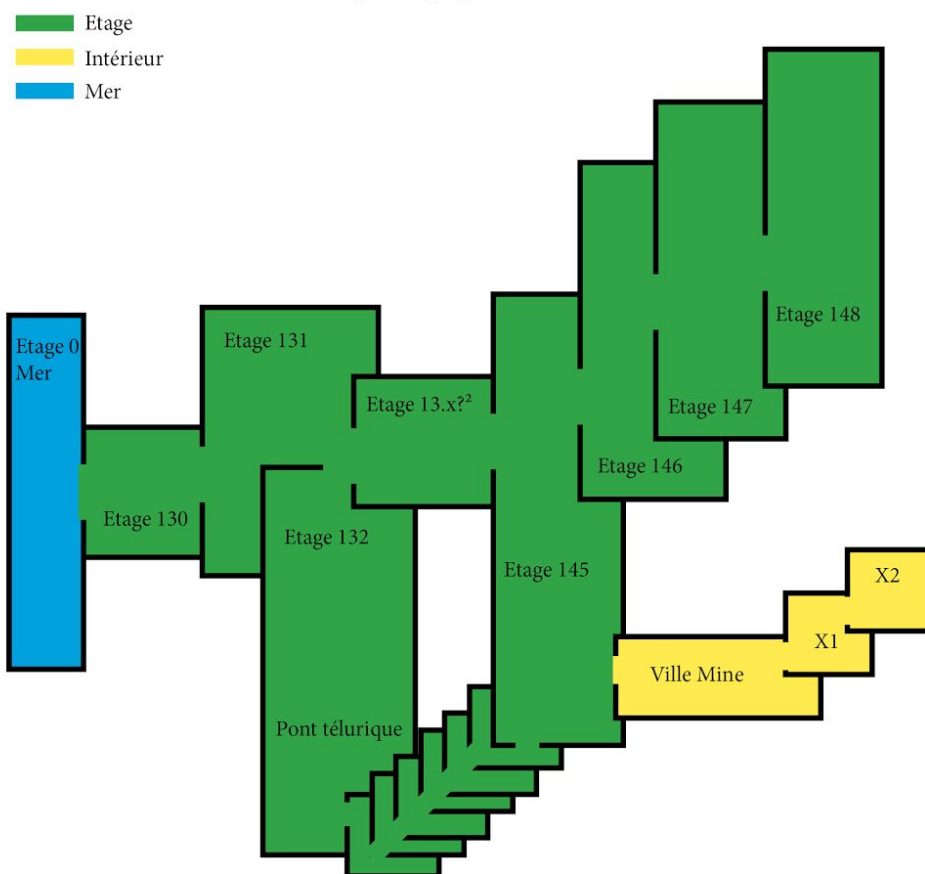 Etage
Intérieur
Mer
Etage 148
Etage 131
Etage 0
Mer
Etage 13.x?²
Etage 147
Etage 146
Etage 130
Etage 132
Etage 145
X2
X1
Ville Mine
Pont télurique